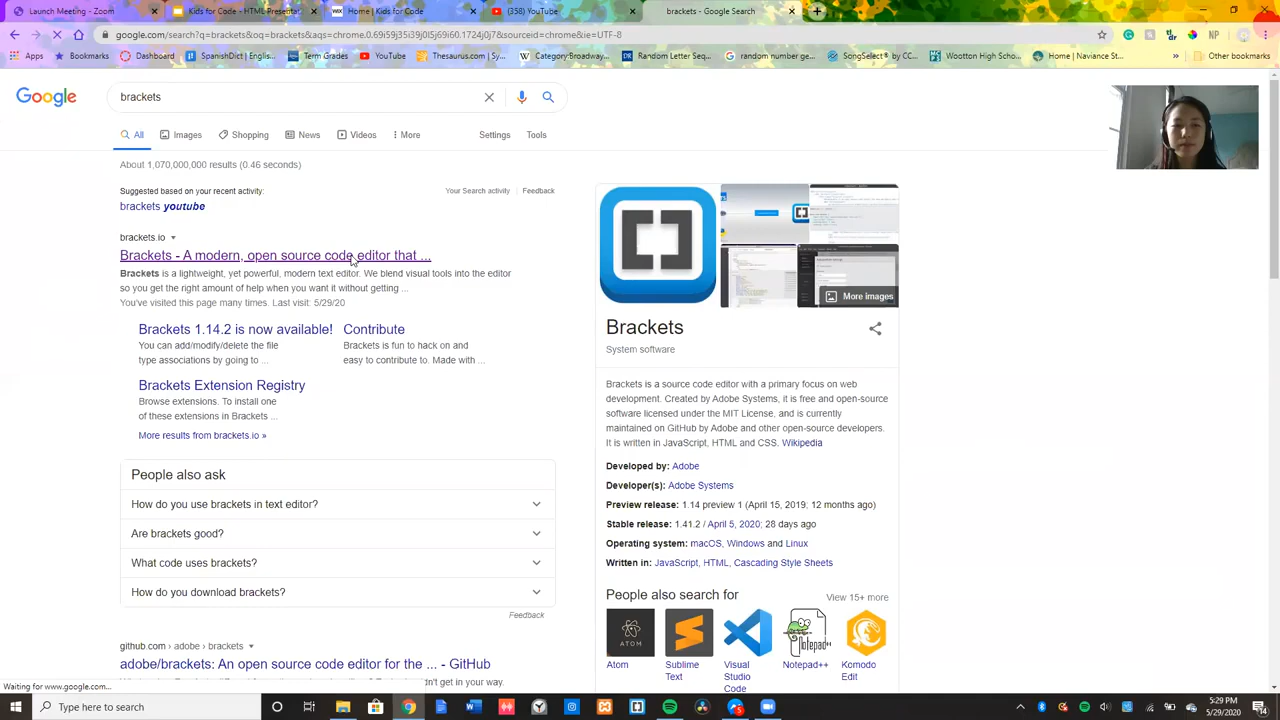 Launch Meeting - Zoom
Kids for Code - HTML Presentat
Home | Kids for Code
(358) YouTube
brackets - Google Search
google.com/search?q=brackets&oq=brackets&aqs=chrome.0.69i59j35i39j0l5j69i60.1724j0j7&sourceid=chrome&ie=UTF-8
NP
Apps
Dashboard
Classes
Email
Term Grades
Youtube
Thesaurus.com | Sy...
Category:Broadway...
Random Letter Seq...
random number gen...
SongSelect® by CC...
Wootton High Scho...
Home | Naviance St...
Other bookmarks
Google
brackets
All
Images
Shopping
News
Videos
More
Settings
Tools
About 1,070,000,000 results (0.46 seconds)
Suggested based on your recent activity:
Your Search activity
Feedback
youtube
A modern, open source code editor that ...
is a lightweight, yet powerful, modern text editor. We blend visual tools into the editor
the right amount of help when you want it without getting ...
this page many times. Last visit: 5/29/20
Brackets 1.14.2 is now available!
Contribute
You can add/modify/delete the file
type associations by going to ...
Brackets is fun to hack on and
easy to contribute to. Made with ...
Brackets Extension Registry
Browse extensions. To install one
of these extensions in Brackets ...
More results from brackets.io »
People also ask
How do you use brackets in text editor?
Are brackets good?
What code uses brackets?
How do you download brackets?
Feedback
github.com › adobe › brackets
adobe/brackets: An open source code editor for the ... - GitHub
get in your way.
Waiting for www.google.com...
More images
Brackets
System software
Brackets is a source code editor with a primary focus on web
development. Created by Adobe Systems, it is free and open-source
software licensed under the MIT License, and is currently
maintained on GitHub by Adobe and other open-source developers.
It is written in JavaScript, HTML and CSS. Wikipedia
Developed by: Adobe
Developer(s): Adobe Systems
Preview release: 1.14 preview 1 (April 15, 2019; 12 months ago)
Stable release: 1.41.2 / April 5, 2020; 28 days ago
Operating system: macOS, Windows and Linux
Written in: JavaScript, HTML, Cascading Style Sheets
People also search for
View 15+ more
ATOM
Notepad++
Atom
Sublime
Text
Visual
Studio
Code
Notepad++
Komodo
Edit
Type here to search
5:29 PM
5/29/2020